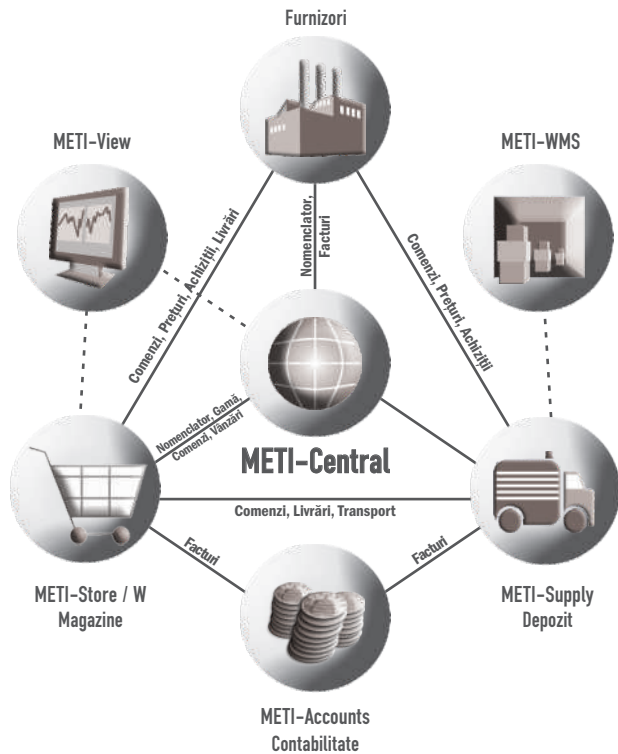 Furnizori
METI-View
METI-WMS
Comenzi, Prețuri, Achiziții, Livrări
Nomenclator,
Facturi
Comenzi, Prețuri, Achiziții
Nomenclator, Gamă,
Comenzi, Vânzări
METI-Central
Comenzi, Livrări, Transport
Facturi
Facturi
METI-Store / W
Magazine
METI-Supply
Depozit
METI-Accounts
Contabilitate